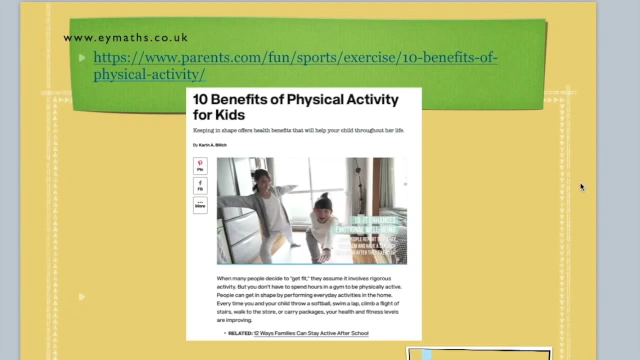 www.eymaths.co.uk
https://www.parents.com/fun/sports/exercise/10-benefits-of-
physical-activity/
10 Benefits of Physical Activity
for Kids
Keeping in shape offers health benefits that will help your child throughout her life.
By Karin A. Bilich
Pin
FB
More
10. IT ENHANCES
EMOTIONAL WELL-BEING
When many people decide to "get fit," they assume it involves rigorous
activity. But you don't have to spend hours in a gym to be physically active.
People can get in shape by performing everyday activities in the home.
Every time you and your child throw a softball, swim a lap, climb a flight of
stairs, walk to the store, or carry packages, your health and fitness levels
are improving.
RELATED: 12 Ways Families Can Stay Active After School